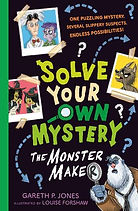 ONE PUZZLING MYSTERY.
SEVERAL SLIPPERY SUSPECTS.
ENDLESS POSSIBILITIES!
SOLVE
YOUR
OWN
MYSTERY
THE MONSTER
MAKER
GARETH P. JONES
ILLUSTRATED BY LOUISE FORSHAW